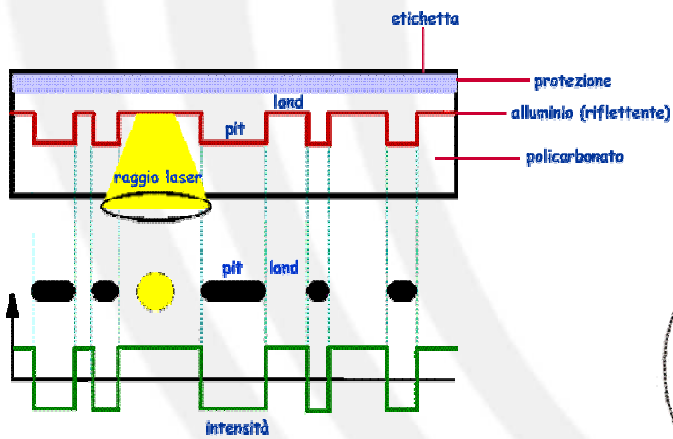 etichetta
protezione
land
alluminio (riflettente)
pit
policarbonato
raggio laser
pit land
intensità